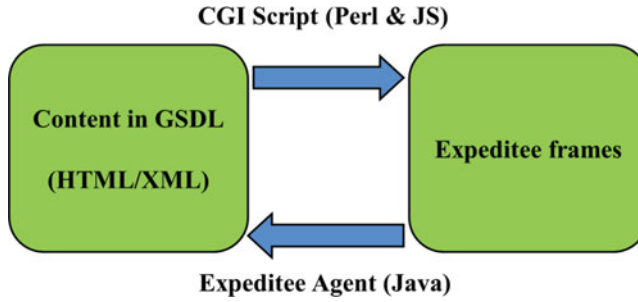 CGI Script (Perl & JS)
Content in GSDL
(HTML/XML)
Expeditee frames
Expeditee Agent (Java)